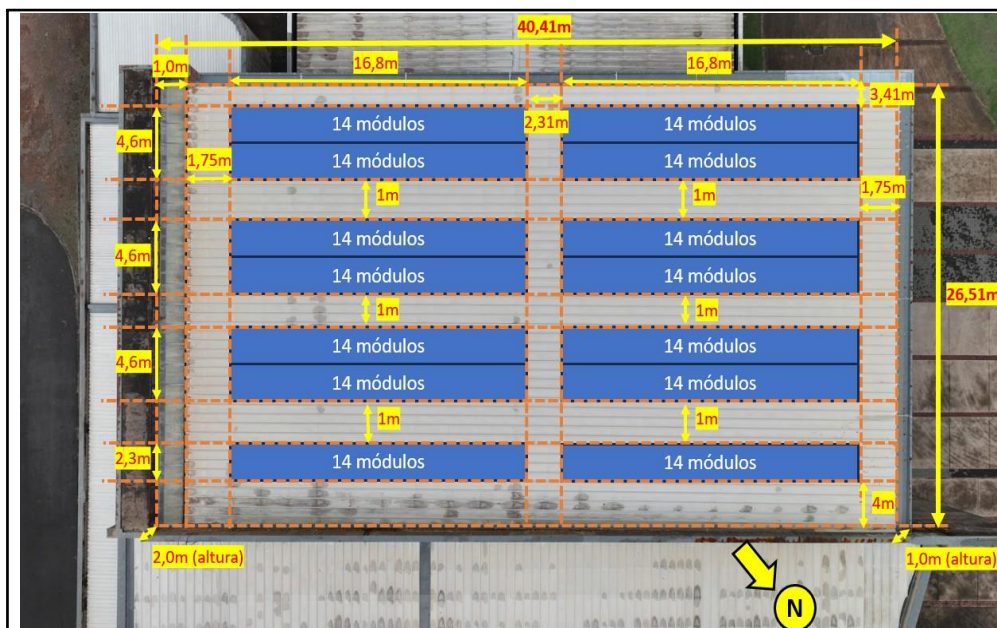 40,41m
1,0m
16,8m
16,8m
3,41m
14 módulos
2,31m
14 módulos
4,6m
1,75m
14 módulos
14 módulos
1m
1m
1,75m
14 módulos
14 módulos
4,6m
14 módulos
14 módulos
26,51m
1m
1m
14 módulos
14 módulos
4,6m
14 módulos
14 módulos
1m
1m
2,3m
14 módulos
14 módulos
4m
2,0m (altura)
1,0m (altura)
N